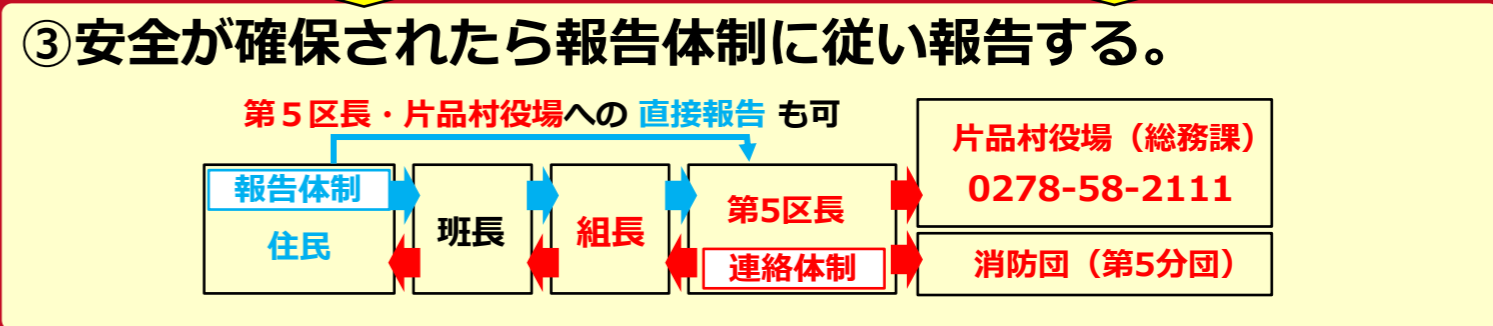 ③安全が確保されたら報告体制に従い報告する。
第５区長・片品村役場への 直接報告 も可
報告体制
住民
班長
組長
第5区長
連絡体制
片品村役場（総務課）
0278-58-2111
消防団（第5分団）